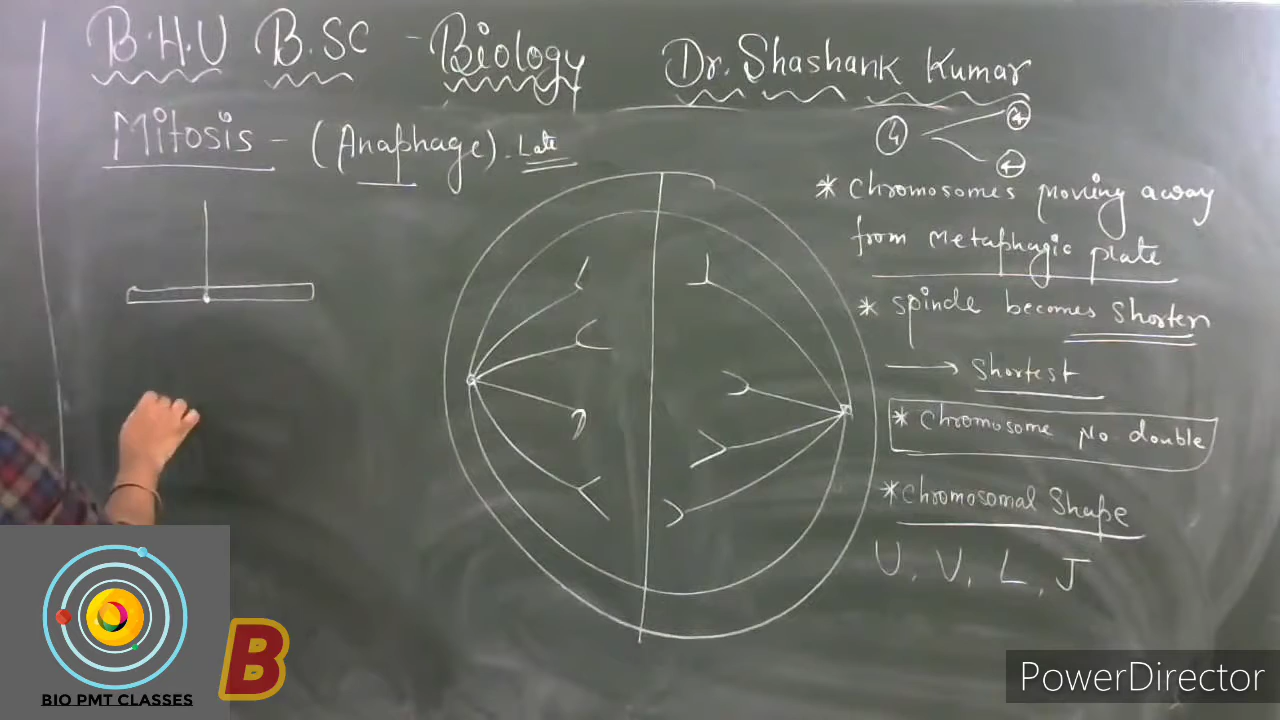 B.H.U B.SC - Biology Dr. Shashank Kumar
Mitosis - (Anaphage). Late
4
* Chromosomes moving away
from Metaphagic plate
* Spindle becomes Shorter
→ Shortest
* Chromosome No double
* Chromosomal Shape
U, V, L, J
B
BIO PMT CLASSES
PowerDirector